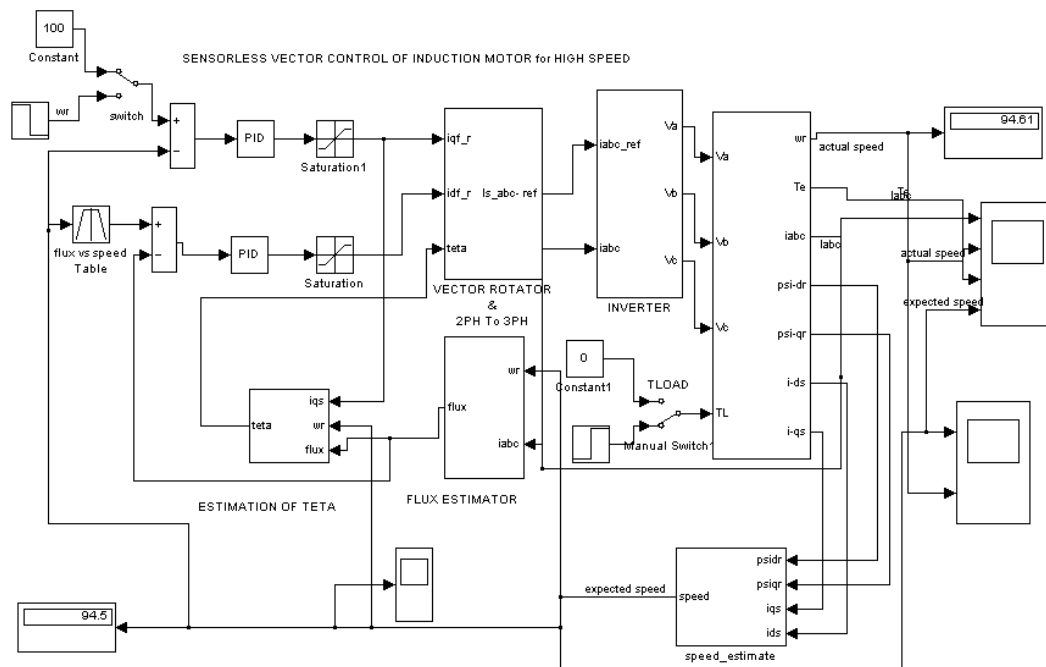 100
Constant
SENSORLESS VECTOR CONTROL OF INDUCTION MOTOR for HIGH SPEED
wr
switch
+
−
PID
Saturation1
iqf_r
idf_r
teta
Is_abc- ref
VECTOR ROTATOR
&
2PH To 3PH
iabc_ref
iabc
Va
Vb
Vc
INVERTER
Va
Vb
Vc
TL
wr
Te
iabc
psi-dr
psi-qr
i-ds
i-qs
actual speed
94.61
Te
Iabc
Iabc
actual speed
expected speed
flux vs speed
Table
+
−
PID
Saturation
0
Constant1
TLOAD
Manual Switch1
teta
iqs
wr
flux
ESTIMATION OF TETA
flux
wr
iabc
FLUX ESTIMATOR
94.5
expected speed
speed
psidr
psiqr
iqs
ids
speed_estimate